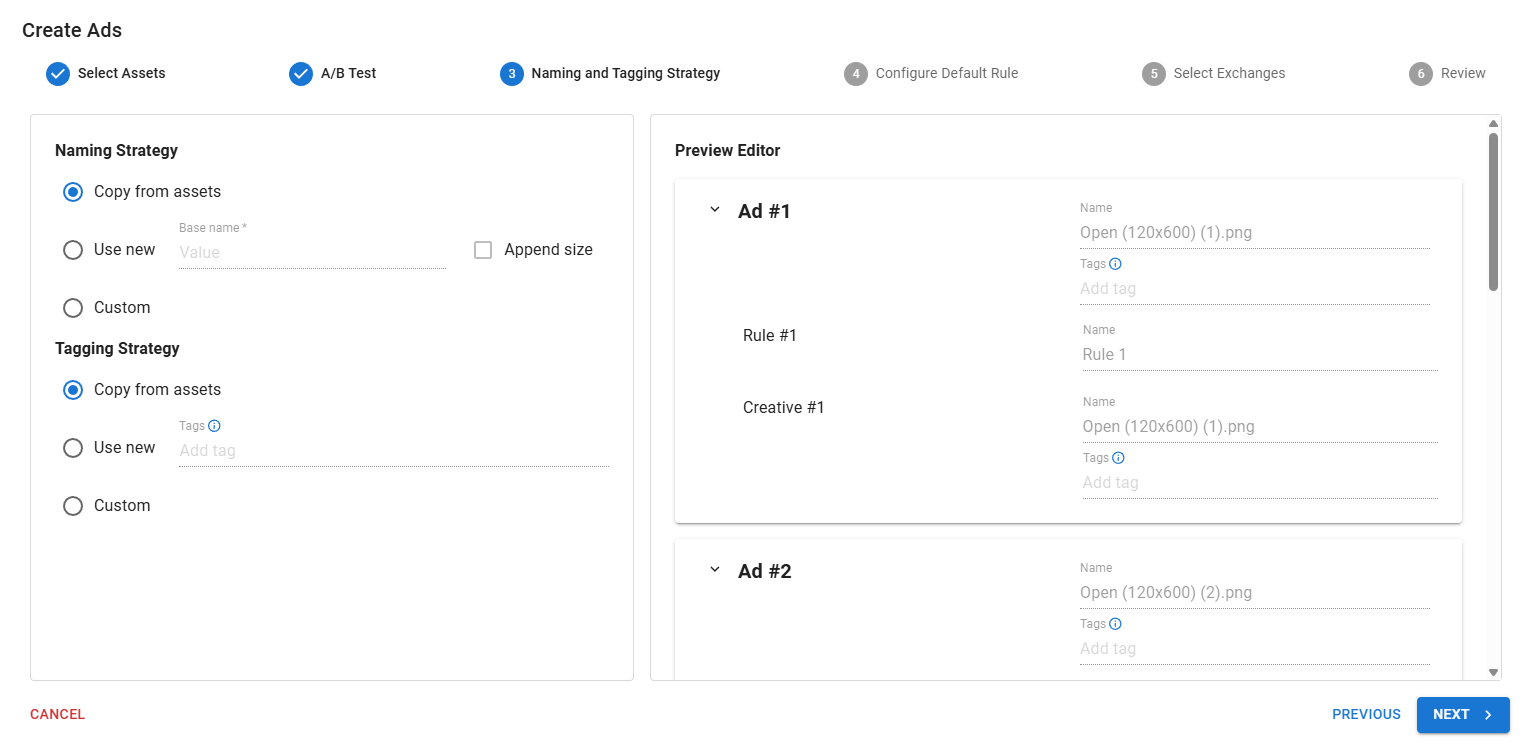 Create Ads
Select Assets
A/B Test
3 Naming and Tagging Strategy
4 Configure Default Rule
5 Select Exchanges
6 Review
Naming Strategy
Copy from assets
Use new
Base name *
Value
Append size
Custom
Tagging Strategy
Copy from assets
Use new
Tags
Add tag
Custom
Preview Editor
Ad #1
Name
Open (120x600) (1).png
Tags
Add tag
Rule #1
Name
Rule 1
Creative #1
Name
Open (120x600) (1).png
Tags
Add tag
Ad #2
Name
Open (120x600) (2).png
Tags
Add tag
CANCEL
PREVIOUS
NEXT